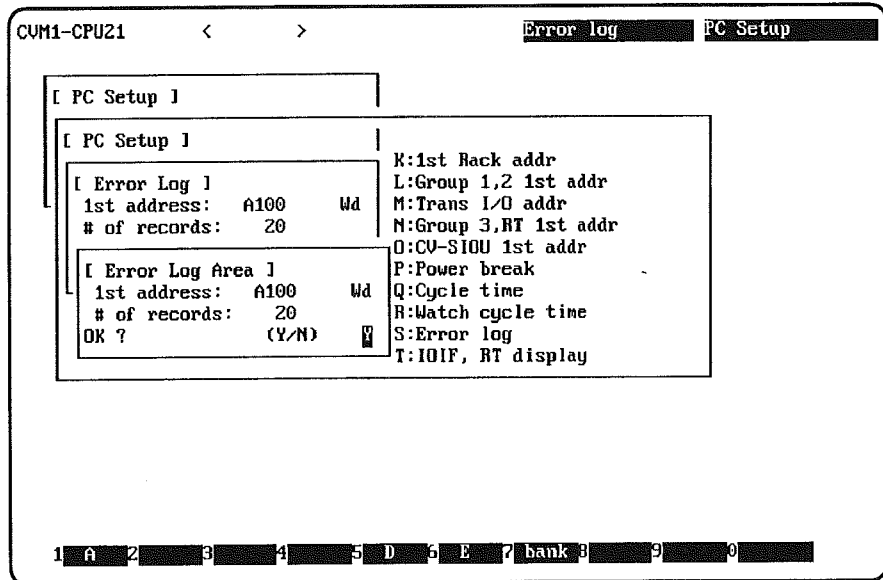 CVM1-CPU21 < > Error log PC Setup
[ PC Setup ]
[ PC Setup ]
[ Error Log ]
1st address: A100 Wd
# of records: 20
[ Error Log Area ]
1st address: A100 Wd
# of records: 20
OK ? (Y/N) Y
K:1st Rack addr
L:Group 1,2 1st addr
M:Trans I/O addr
N:Group 3,RT 1st addr
O:CV-SIOU 1st addr
P:Power break
Q:Cycle time
R:Watch cycle time
S:Error log
T:IOIF, RT display
1 A 2 3 4 5 D 6 E 7 bank 8 9 0